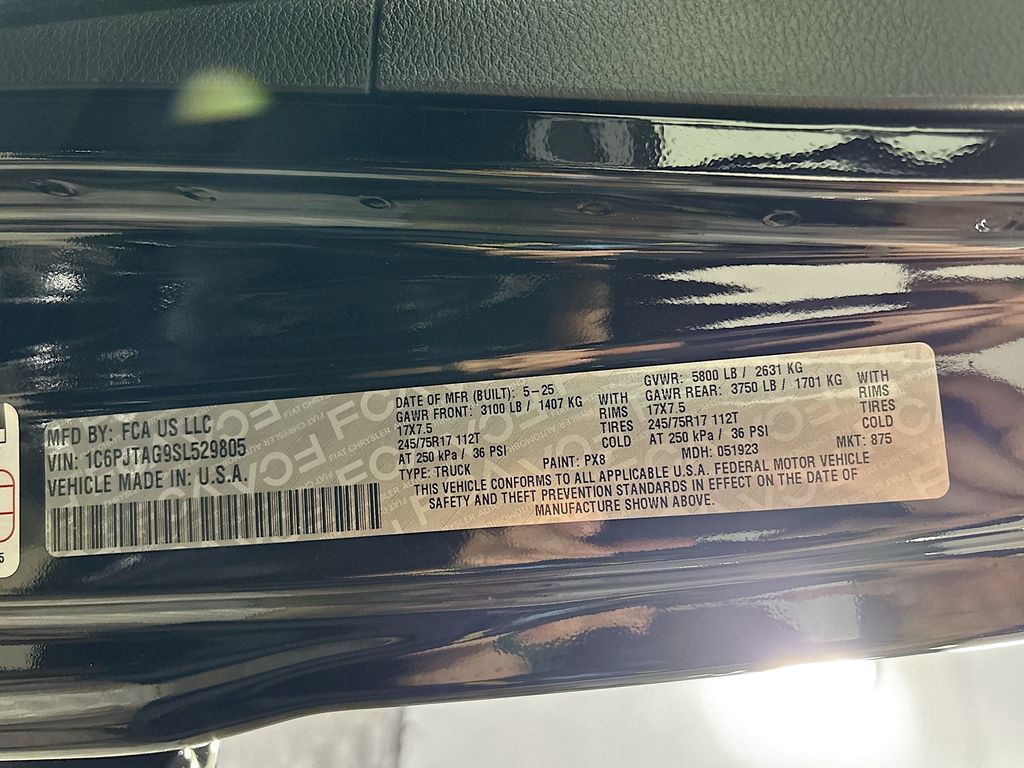 MFD BY: FCA US LLC
VIN: 1C6PJTAG9SL529805
VEHICLE MADE IN: U.S.A.
DATE OF MFR (BUILT): 5-25
GAWR FRONT: 3100 LB / 1407 KG WITH
17X7.5 RIMS
245/75R17 112T TIRES
AT 250 kPa / 36 PSI COLD
TYPE: TRUCK PAINT: PX8
GVWR: 5800 LB / 2631 KG
GAWR REAR: 3750 LB / 1701 KG WITH
17X7.5 RIMS
245/75R17 112T TIRES
AT 250 kPa / 36 PSI COLD
MDH: 051923 MKT: 875
THIS VEHICLE CONFORMS TO ALL APPLICABLE U.S.A. FEDERAL MOTOR VEHICLE
SAFETY AND THEFT PREVENTION STANDARDS IN EFFECT ON THE DATE OF
MANUFACTURE SHOWN ABOVE.